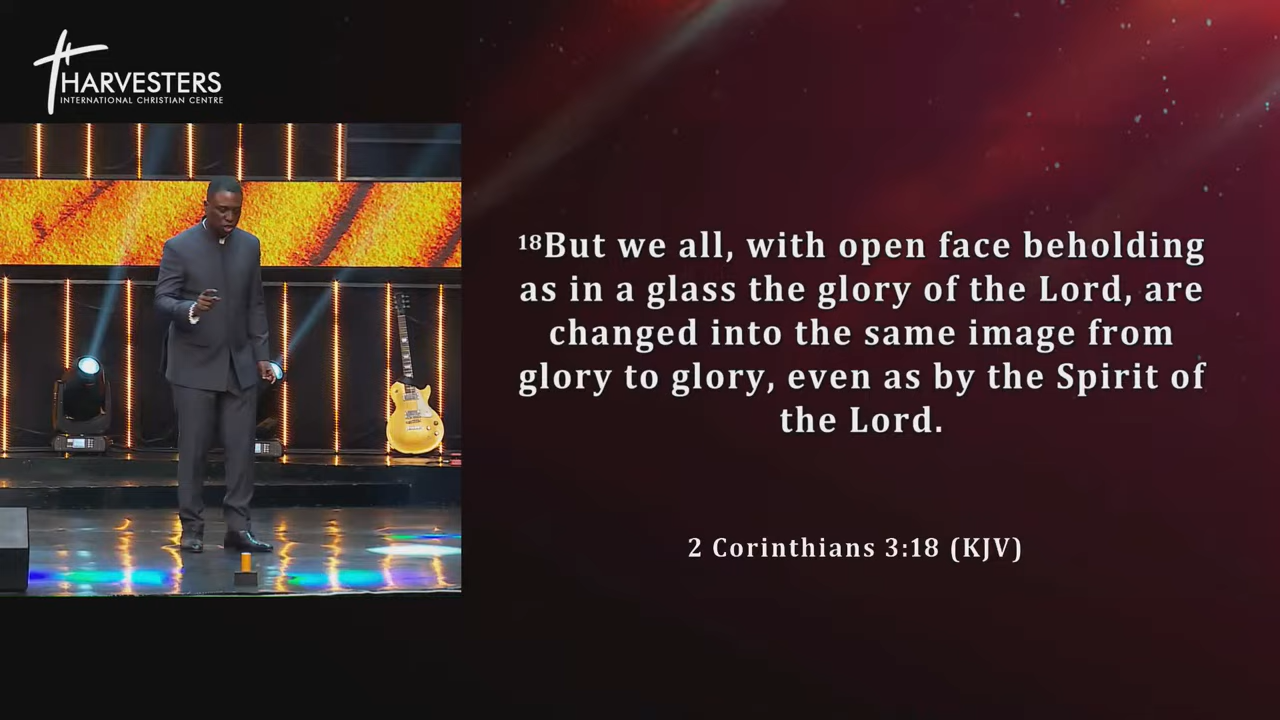 HARVESTERS
INTERNATIONAL CHRISTIAN CENTRE
18But we all, with open face beholding
as in a glass the glory of the Lord, are
changed into the same image from
glory to glory, even as by the Spirit of
the Lord.
2 Corinthians 3:18 (KJV)